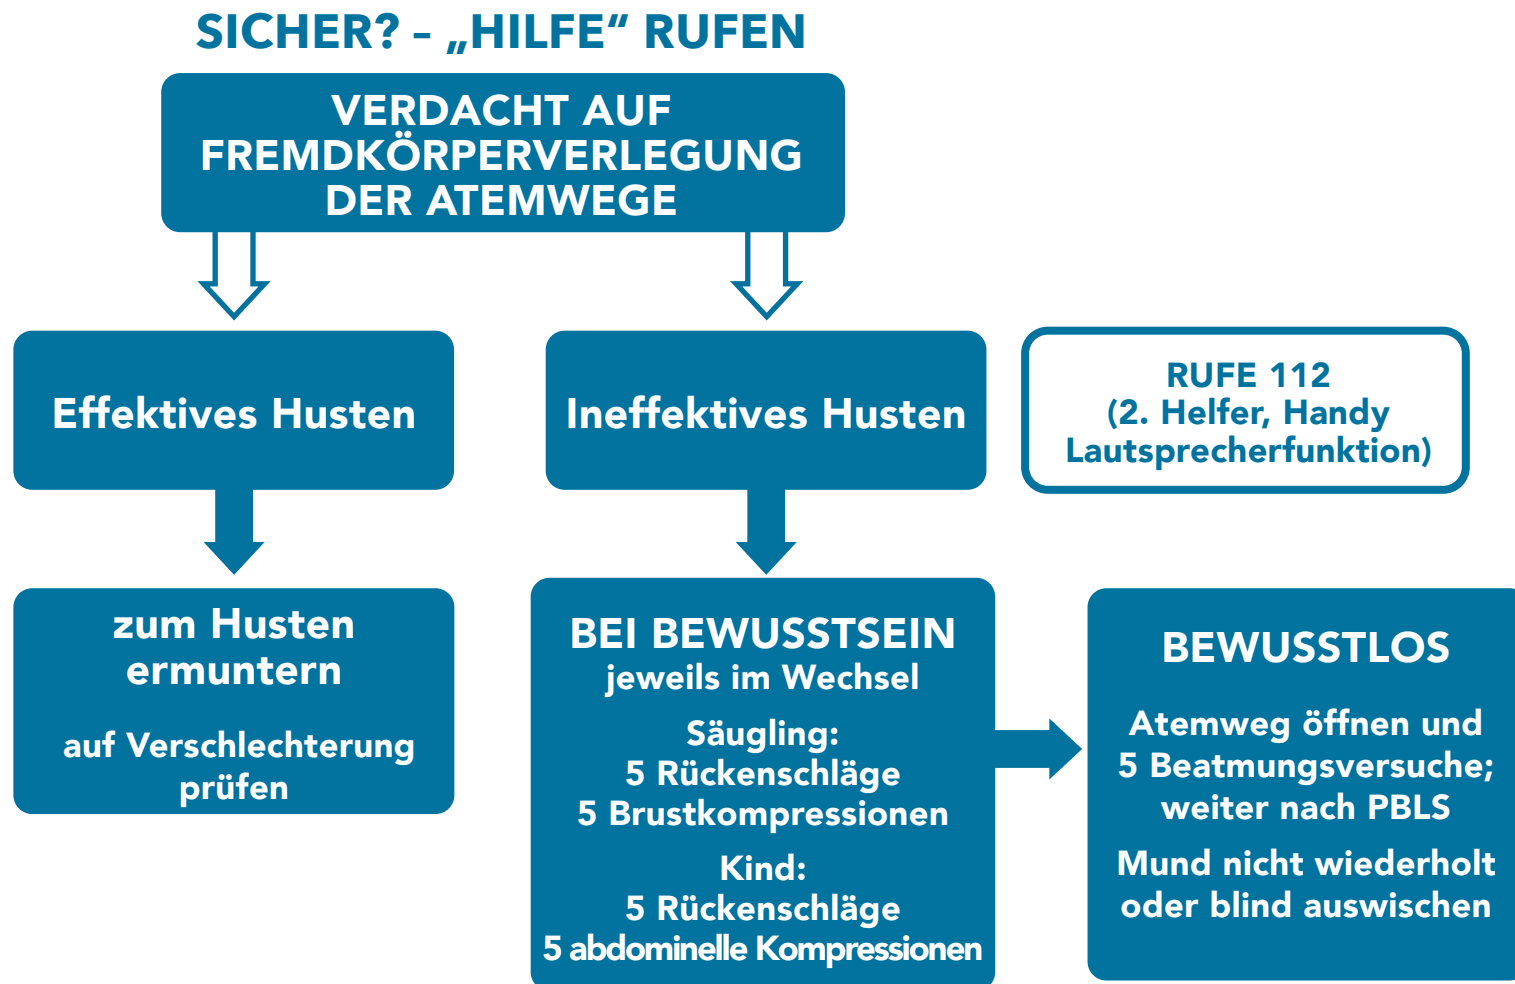 SICHER? – „HILFE“ RUFEN
VERDACHT AUF
FREMDKÖRPERVERLEGUNG
DER ATEMWEGE
Effektives Husten
Ineffektives Husten
RUFE 112
(2. Helfer, Handy
Lautsprecherfunktion)
zum Husten
ermuntern
auf Verschlechterung
prüfen
BEI BEWUSSTSEIN
jeweils im Wechsel
Säugling:
5 Rückenschläge
5 Brustkompressionen
Kind:
5 Rückenschläge
5 abdominelle Kompressionen
BEWUSSTLOS
Atemweg öffnen und
5 Beatmungsversuche;
weiter nach PBLS
Mund nicht wiederholt
oder blind auswischen